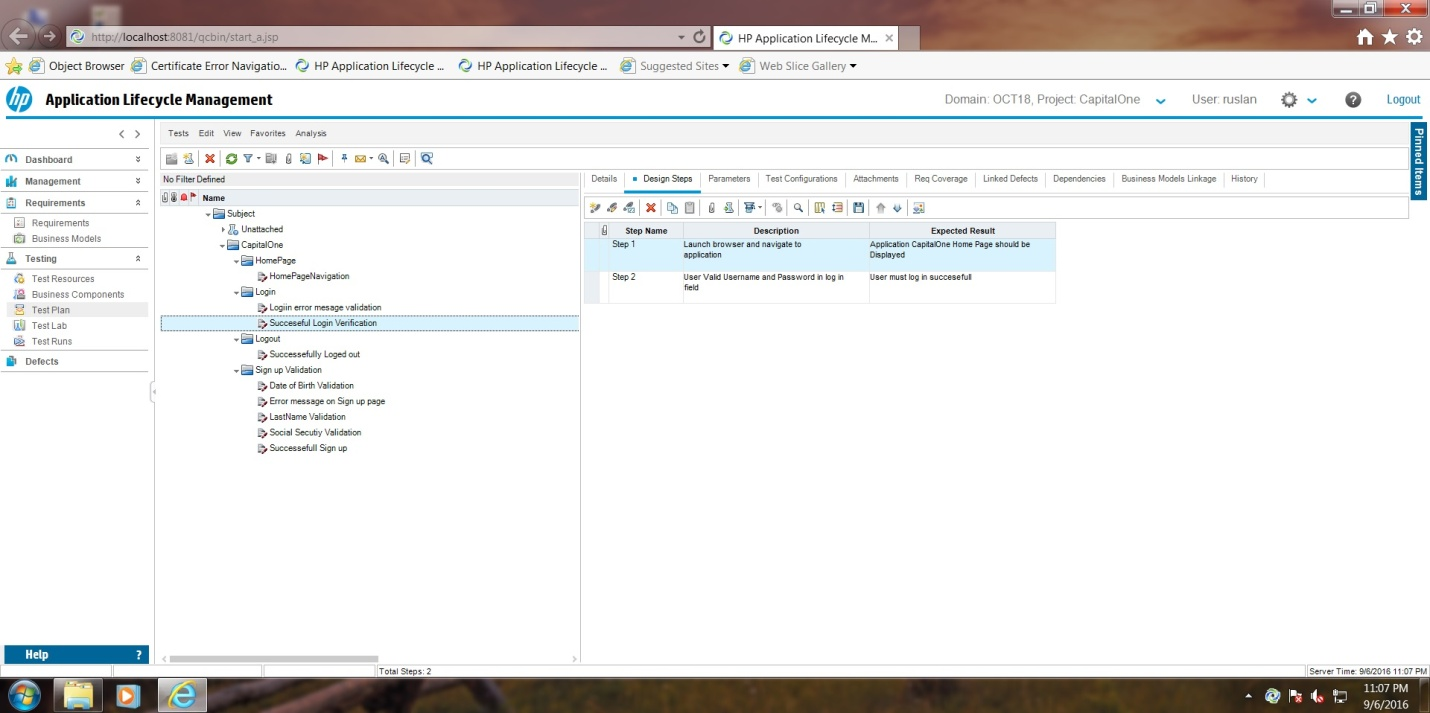 http://localhost:8081/qcbin/start_a.jsp
HP Application Lifecycle M...
Object Browser
Certificate Error Navigatio...
HP Application Lifecycle ...
HP Application Lifecycle ...
Suggested Sites
Web Slice Gallery
hp
Application Lifecycle Management
Domain: OCT18, Project: CapitalOne
User: ruslan
Logout
Pinned Items
Dashboard
Management
Requirements
Requirements
Business Models
Testing
Test Resources
Business Components
Test Plan
Test Lab
Test Runs
Defects
Help ?
Tests Edit View Favorites Analysis
No Filter Defined
Name
Subject
Unattached
CapitalOne
HomePage
HomePageNavigation
Login
Logiin error mesage validation
Succeseful Login Verification
Logout
Successefully Loged out
Sign up Validation
Date of Birth Validation
Error message on Sign up page
LastName Validation
Social Secutiy Validation
Successefull Sign up
Details Design Steps Parameters Test Configurations Attachments Req Coverage Linked Defects Dependencies Business Models Linkage History
Step Name Description Expected Result
Step 1
Launch browser and navigate to
application
Application CapitalOne Home Page should be
Displayed
Step 2
User Valid Username and Password in log in
field
User must log in succesefull
Total Steps: 2
Server Time: 9/6/2016 11:07 PM
11:07 PM
9/6/2016